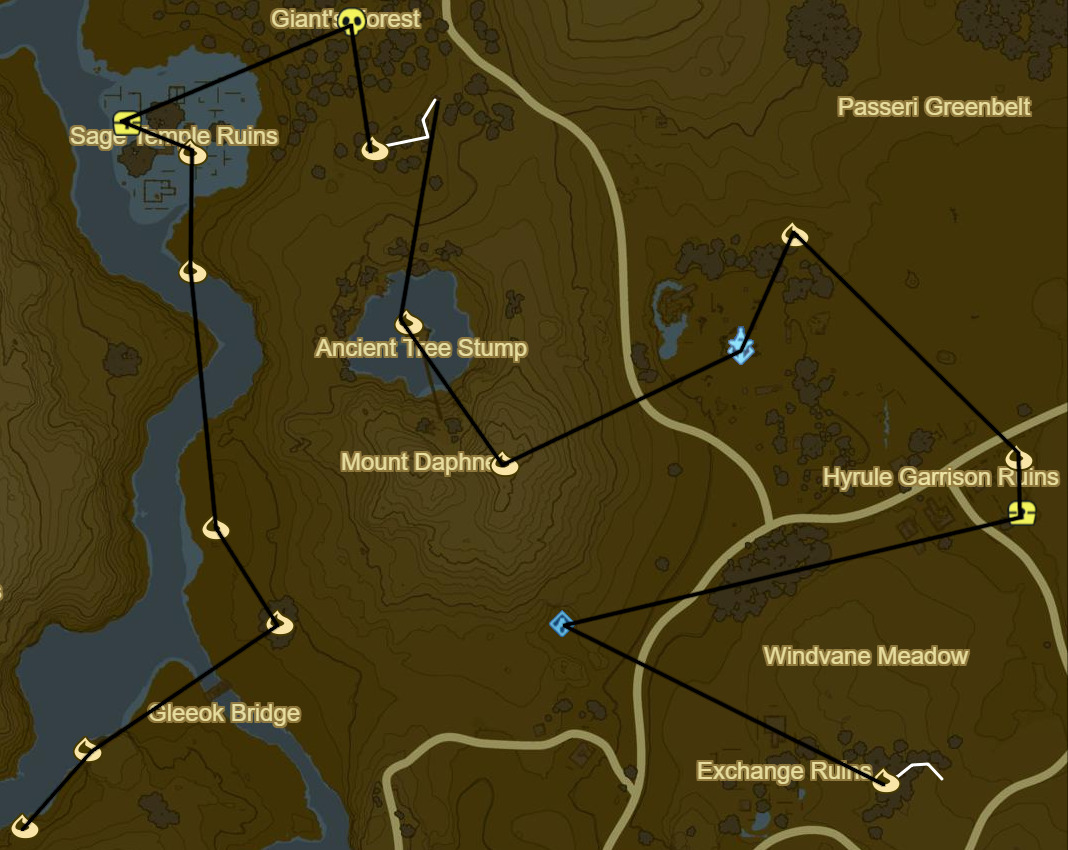 Giant's Forest
Passeri Greenbelt
Sage Temple Ruins
Ancient Tree Stump
Mount Daphnes
Hyrule Garrison Ruins
Windvane Meadow
Gleeok Bridge
Exchange Ruins
s